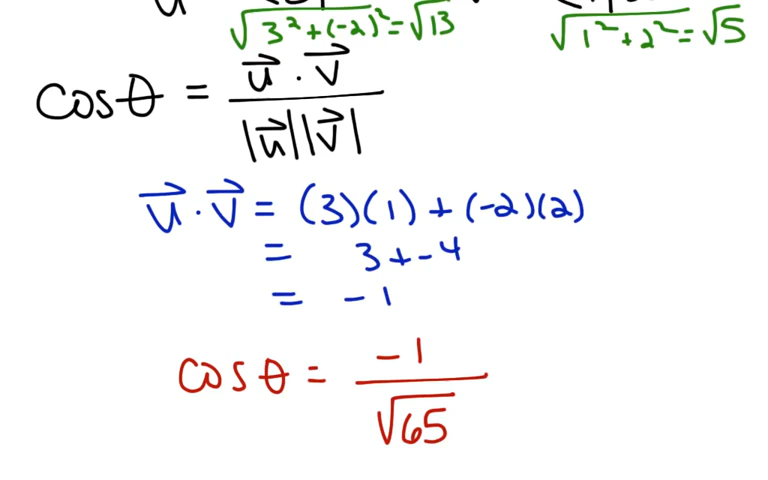 u
√3²+(-2)²=√13 √1²+2²=√5
cosθ = u⃗ · v⃗ / |u⃗||v⃗|
u⃗ · v⃗ = (3)(1) + (-2)(2)
= 3+-4
= -1
cosθ = -1 / √65